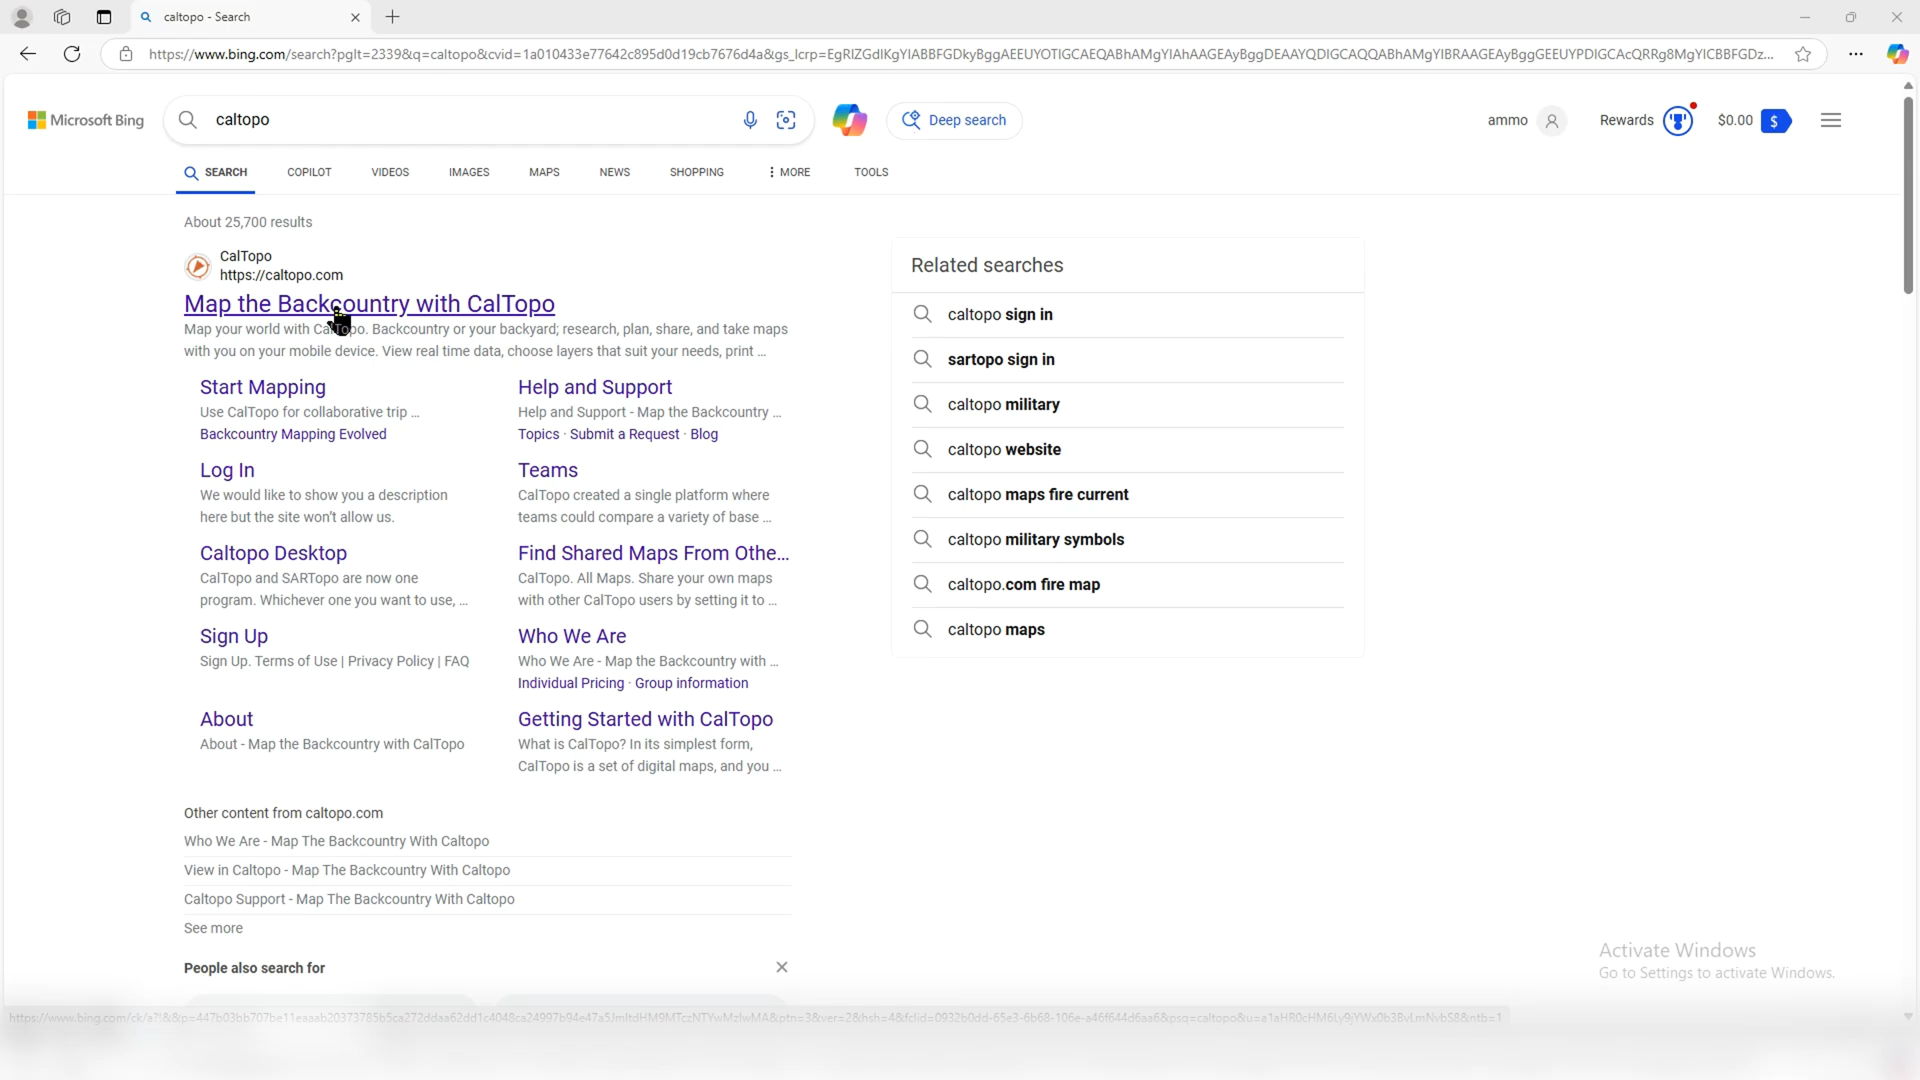 caltopo - Search
https://www.bing.com/search?pglt=2339&q=caltopo&cvid=1a010433e77642c895d0d19cb7676d4a&gs_lcrp=EgRlZGdlKgYIABBFGDkyBggAEEUYOTIGCAEQABhAMgYIAhAAGEAyBggDEAAYQDIGCAQQABhAMgYIBRAAGEAyBggGEEUYPDIGCAcQRRg8MgYICBBFGDz...
Microsoft Bing
caltopo
Deep search
ammo
Rewards
$0.00
$
SEARCH COPILOT VIDEOS IMAGES MAPS NEWS SHOPPING MORE TOOLS
About 25,700 results
CalTopo
https://caltopo.com
Map the Backcountry with CalTopo
Map your world with CalTopo. Backcountry or your backyard; research, plan, share, and take maps
with you on your mobile device. View real time data, choose layers that suit your needs, print ...
Start Mapping
Use CalTopo for collaborative trip ...
Backcountry Mapping Evolved
Help and Support
Help and Support - Map the Backcountry ...
Topics · Submit a Request · Blog
Log In
We would like to show you a description
here but the site won't allow us.
Teams
CalTopo created a single platform where
teams could compare a variety of base ...
Caltopo Desktop
CalTopo and SARTopo are now one
program. Whichever one you want to use, ...
Find Shared Maps From Othe...
CalTopo. All Maps. Share your own maps
with other CalTopo users by setting it to ...
Sign Up
Sign Up. Terms of Use | Privacy Policy | FAQ
Who We Are
Who We Are - Map the Backcountry with ...
Individual Pricing · Group information
About
About - Map the Backcountry with CalTopo
Getting Started with CalTopo
What is CalTopo? In its simplest form,
CalTopo is a set of digital maps, and you ...
Other content from caltopo.com
Who We Are - Map The Backcountry With Caltopo
View in Caltopo - Map The Backcountry With Caltopo
Caltopo Support - Map The Backcountry With Caltopo
See more
People also search for
Related searches
caltopo sign in
sartopo sign in
caltopo military
caltopo website
caltopo maps fire current
caltopo military symbols
caltopo.com fire map
caltopo maps
Activate Windows
Go to Settings to activate Windows.